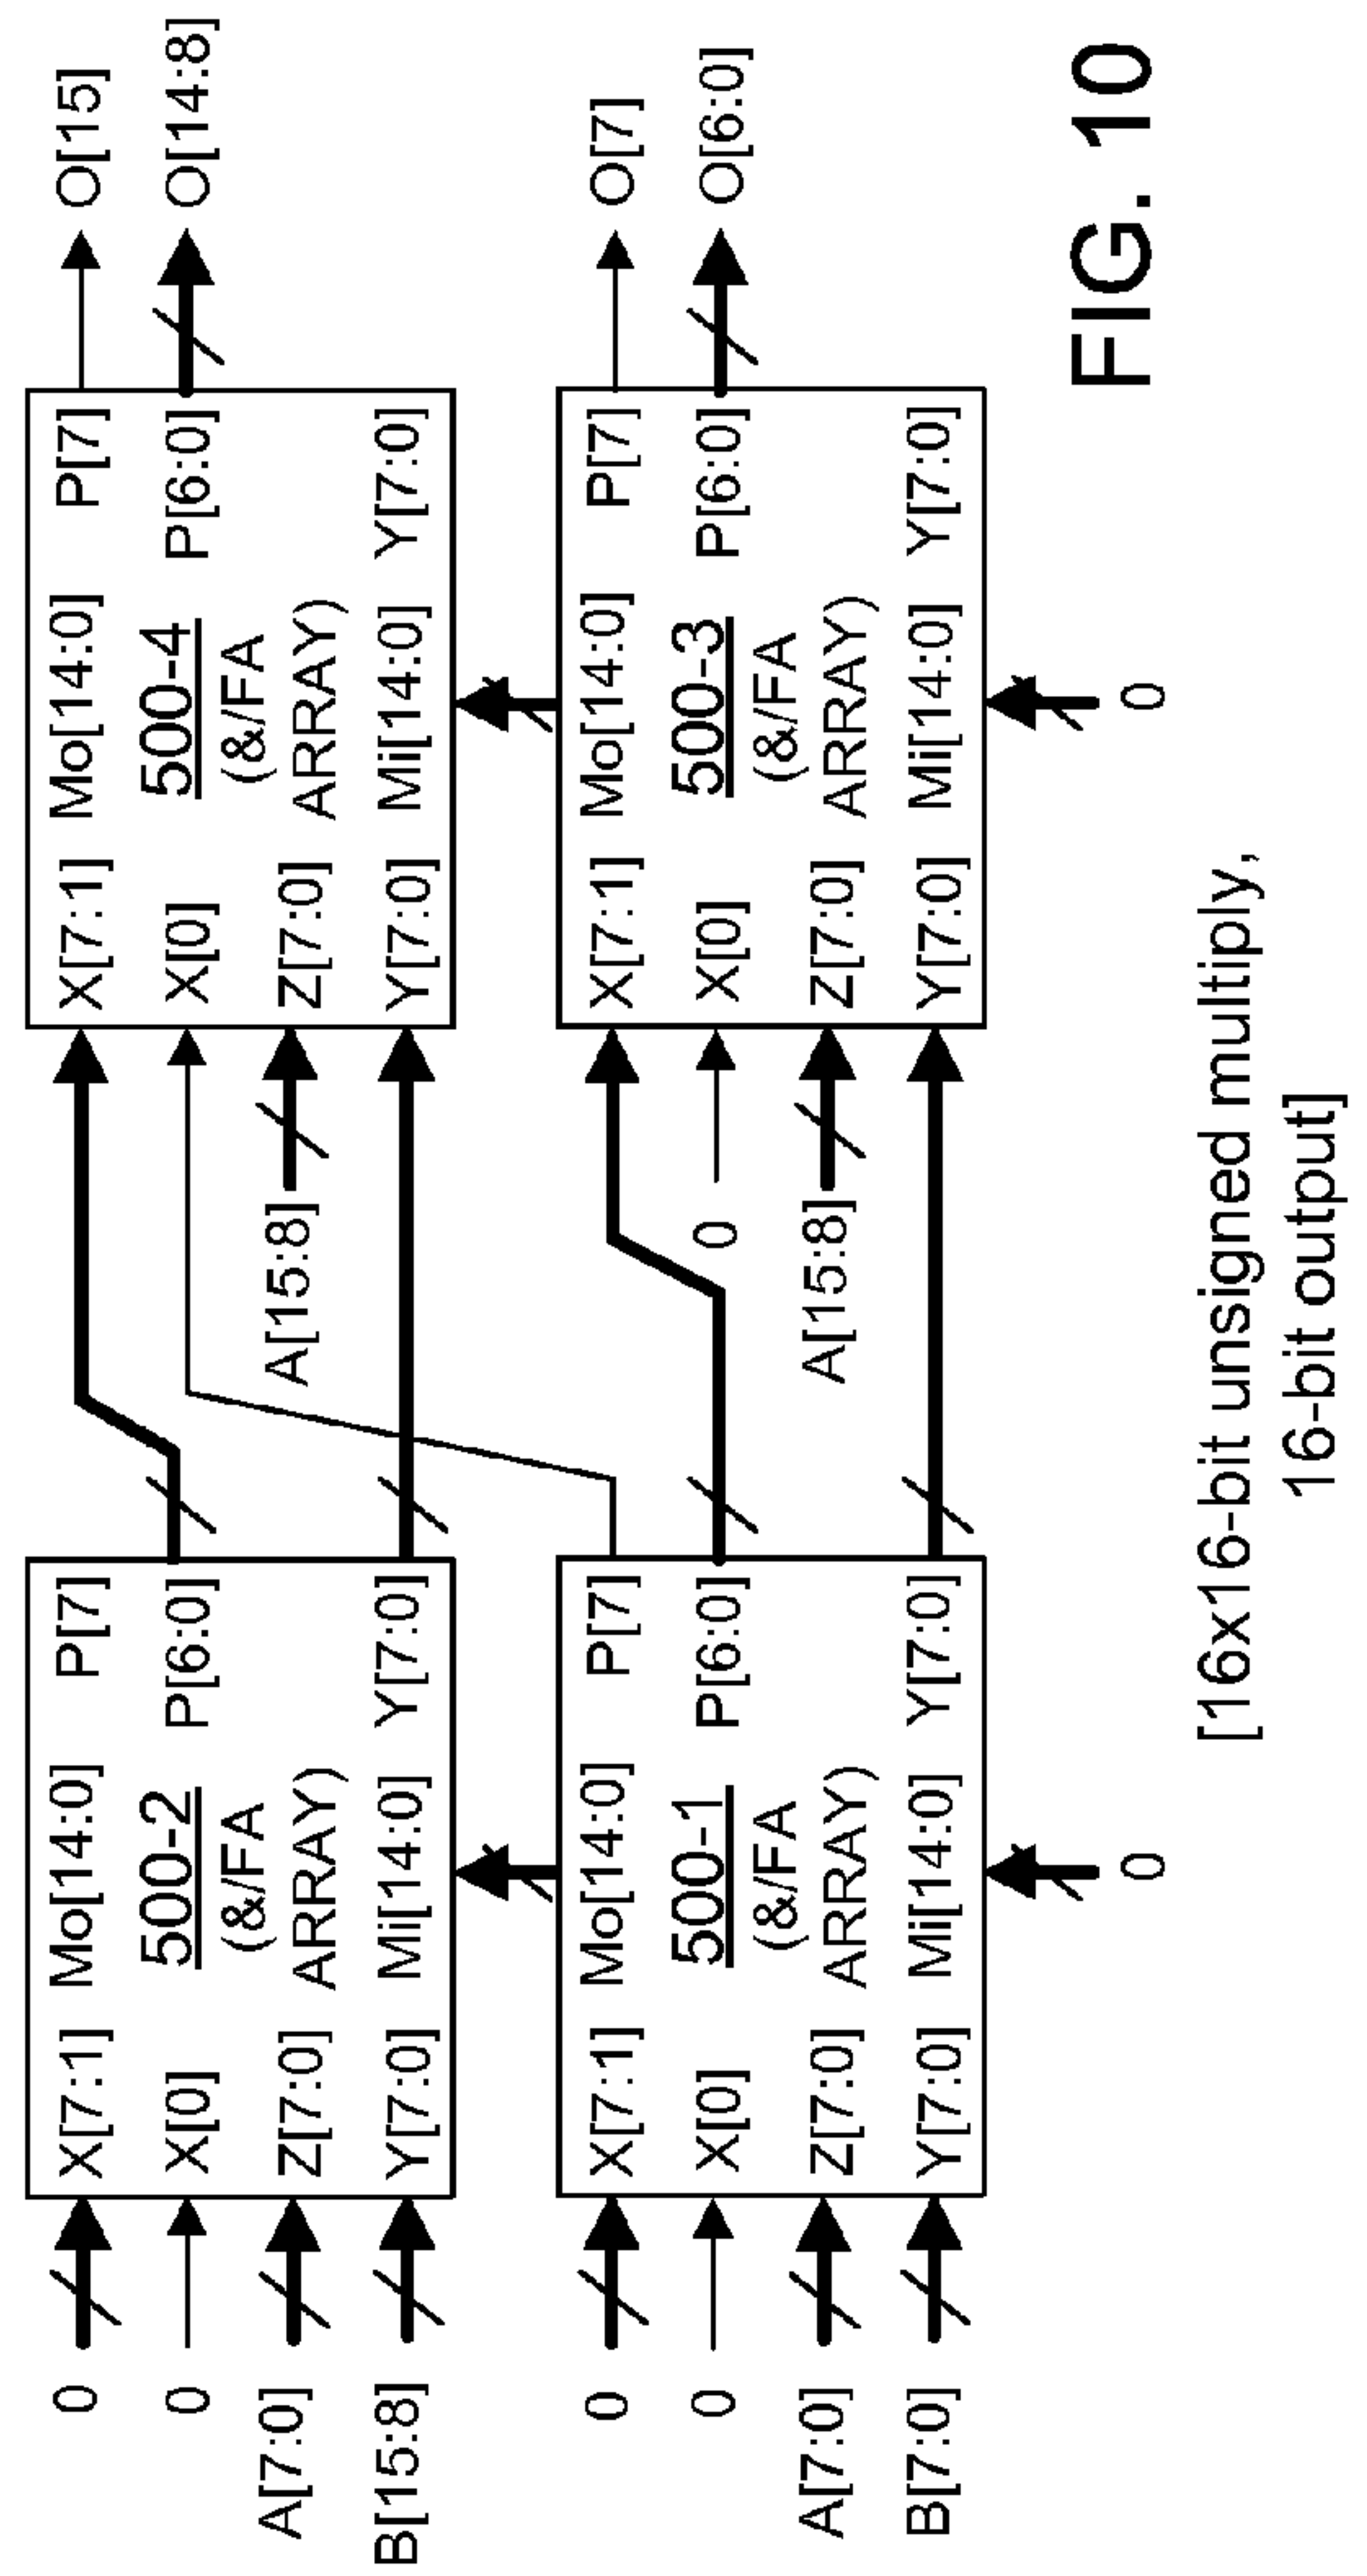 0
0
A[7:0]
B[15:8]
X[7:1] Mo[14:0] P[7]
X[0] 500-2 P[6:0]
(&/FA
Z[7:0] ARRAY)
Y[7:0] Mi[14:0] Y[7:0]
A[15:8]
X[7:1] Mo[14:0] P[7]
X[0] 500-4 P[6:0]
(&/FA
Z[7:0] ARRAY)
Y[7:0] Mi[14:0] Y[7:0]
O[15]
O[14:8]
0
0
A[7:0]
B[7:0]
X[7:1] Mo[14:0] P[7]
X[0] 500-1 P[6:0]
(&/FA
Z[7:0] ARRAY)
Y[7:0] Mi[14:0] Y[7:0]
0
0
A[15:8]
X[7:1] Mo[14:0] P[7]
X[0] 500-3 P[6:0]
(&/FA
Z[7:0] ARRAY)
Y[7:0] Mi[14:0] Y[7:0]
0
O[7]
O[6:0]
[16x16-bit unsigned multiply,
16-bit output]
FIG. 10